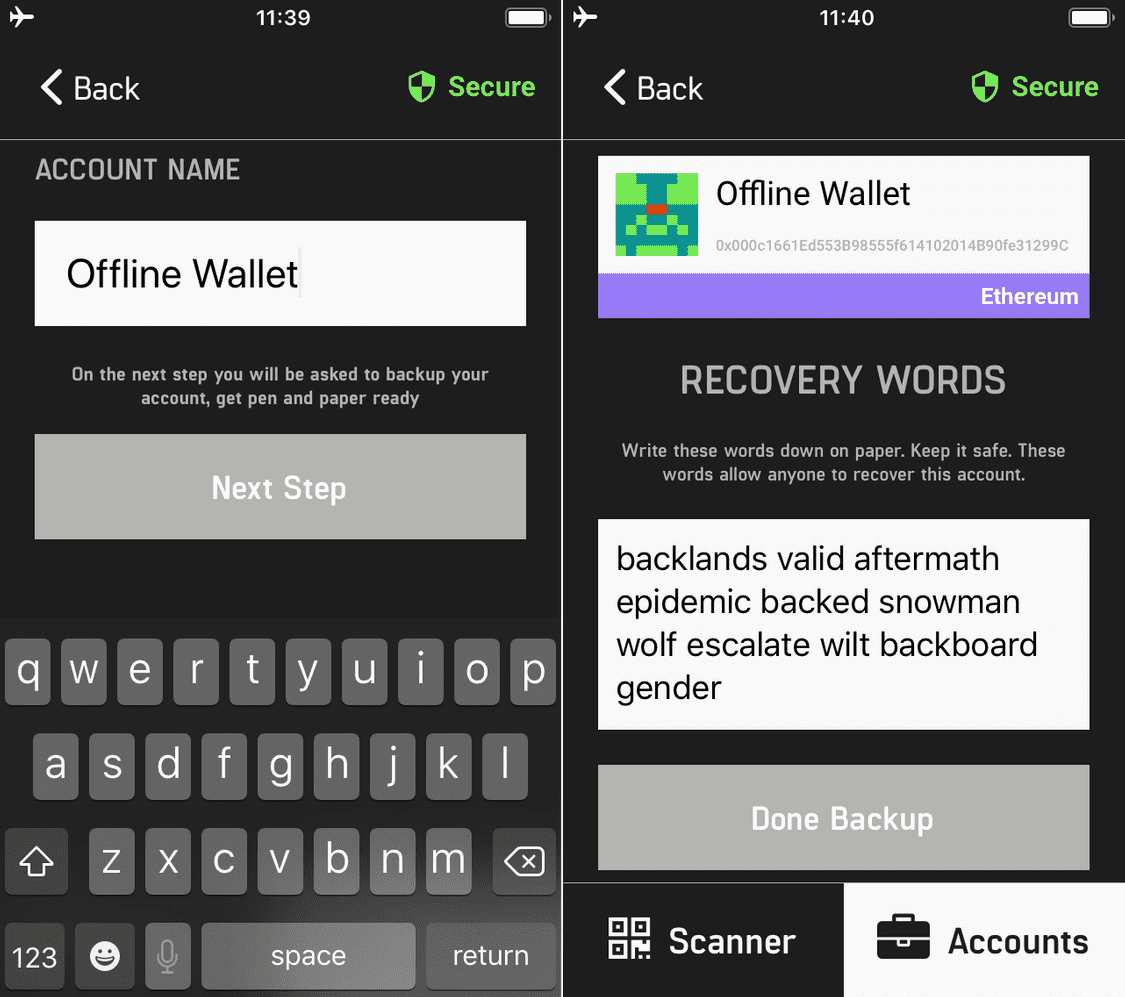 11:39
Back
Secure
ACCOUNT NAME
Offline Wallet
On the next step you will be asked to backup your
account, get pen and paper ready
Next Step
q w e r t y u i o p
a s d f g h j k l
z x c v b n m
123 space return
11:40
Back
Secure
Offline Wallet
0x000c1661Ed553B98555f614102014B90fe31299C
Ethereum
RECOVERY WORDS
Write these words down on paper. Keep it safe. These
words allow anyone to recover this account.
backlands valid aftermath
epidemic backed snowman
wolf escalate wilt backboard
gender
Done Backup
Scanner
Accounts